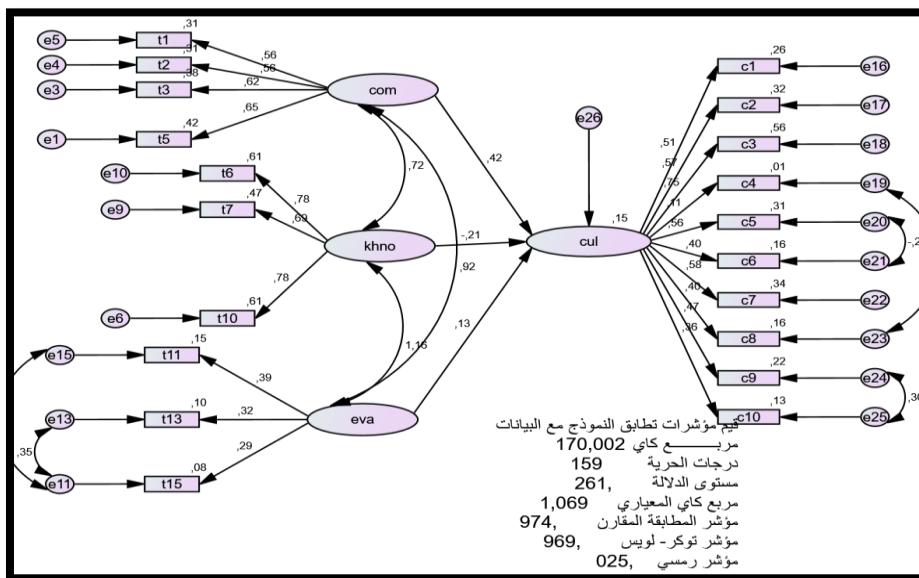 e5 t1 ,31
e4 t2 ,31
e3 t3 ,38
e1 t5 ,42
,56
,56
,62
,65
com
e10 t6 ,61
e9 t7 ,47
e6 t10 ,61
,78
,69
,78
khno
e15 t11 ,15
e13 t13 ,10
e11 t15 ,08
,35
,39
,32
,29
eva
,72
,92
1,16
,42
-,21
,13
e26
,15
cul
,51
,57
,75
,11
,56
,40
,58
,40
,47
,36
c1 ,26 e16
c2 ,32 e17
c3 ,56 e18
c4 ,01 e19
c5 ,31 e20
c6 ,16 e21
c7 ,34 e22
c8 ,16 e23
c9 ,22 e24
c10 ,13 e25
-,2
,30
قيم مؤشرات تطابق النموذج مع البيانات
مربـــــــع كاي 170,002
درجات الحرية 159
مستوى الدلالة ,261
مربع كاي المعياري 1,069
مؤشر المطابقة المقارن ,974
مؤشر توكر- لويس ,969
مؤشر رمسي ,025